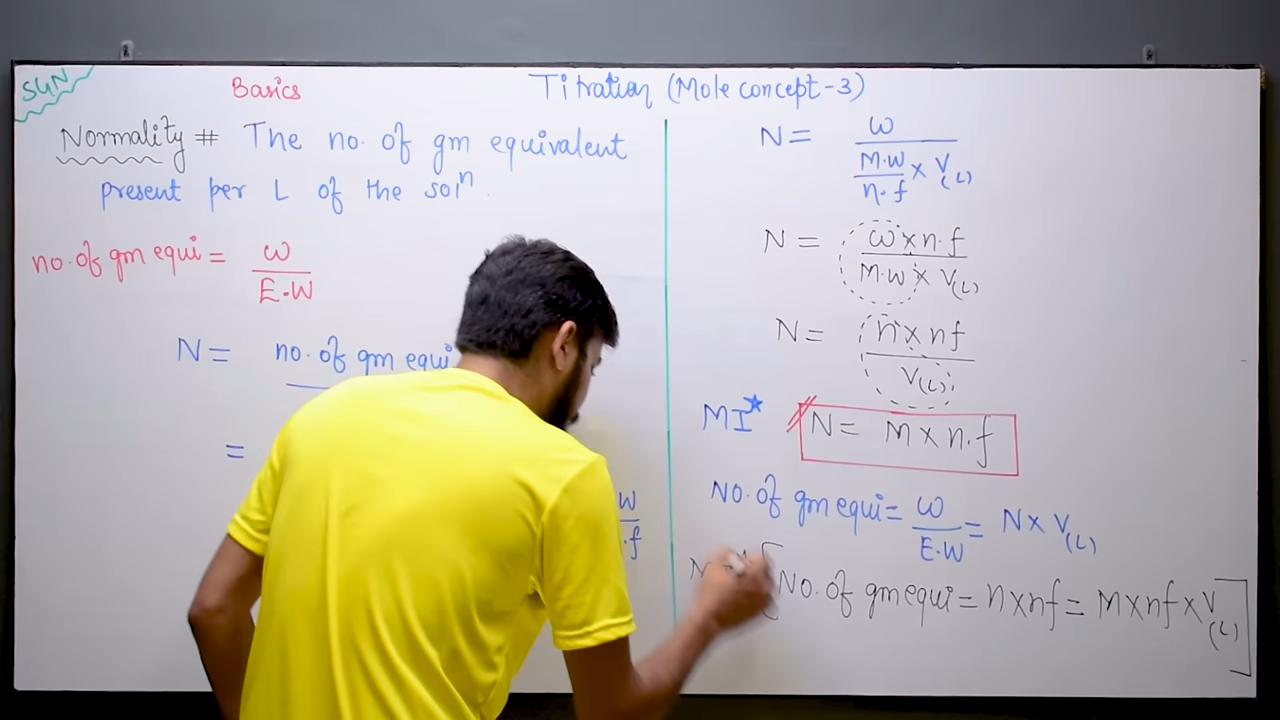 SGN
Basics
Titration (Mole concept-3)
Normality # The no. of gm equivalent
present per L of the solⁿ.
no. of gm equi = w / E.W
N = no. of gm equi
=
w / .f
N = w / (M.w / n.f × V(L))
N = w × n.f / M.w × V(L)
N = n × nf / V(L)
MI* N = M × n.f
No. of gm equi = w / E.W = N × V(L)
[No. of gm equi = n × nf = M × nf × V(L)]